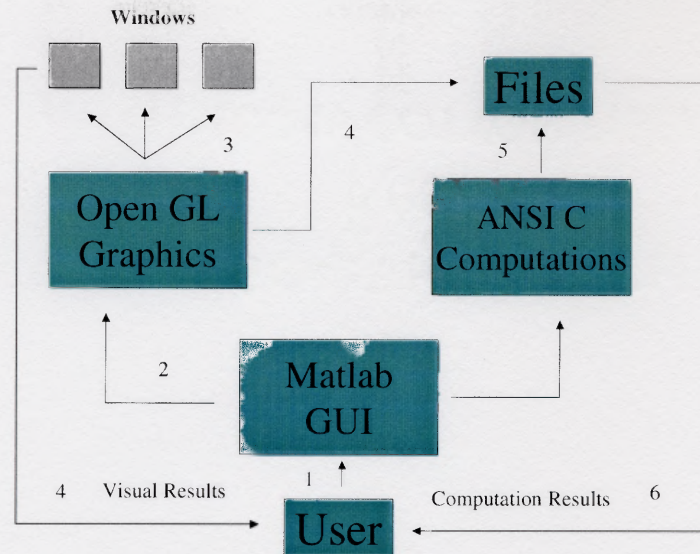 Windows
Files
3
4
5
Open GL
Graphics
ANSI C
Computations
2
Matlab
GUI
1
4
Visual Results
Computation Results
6
User